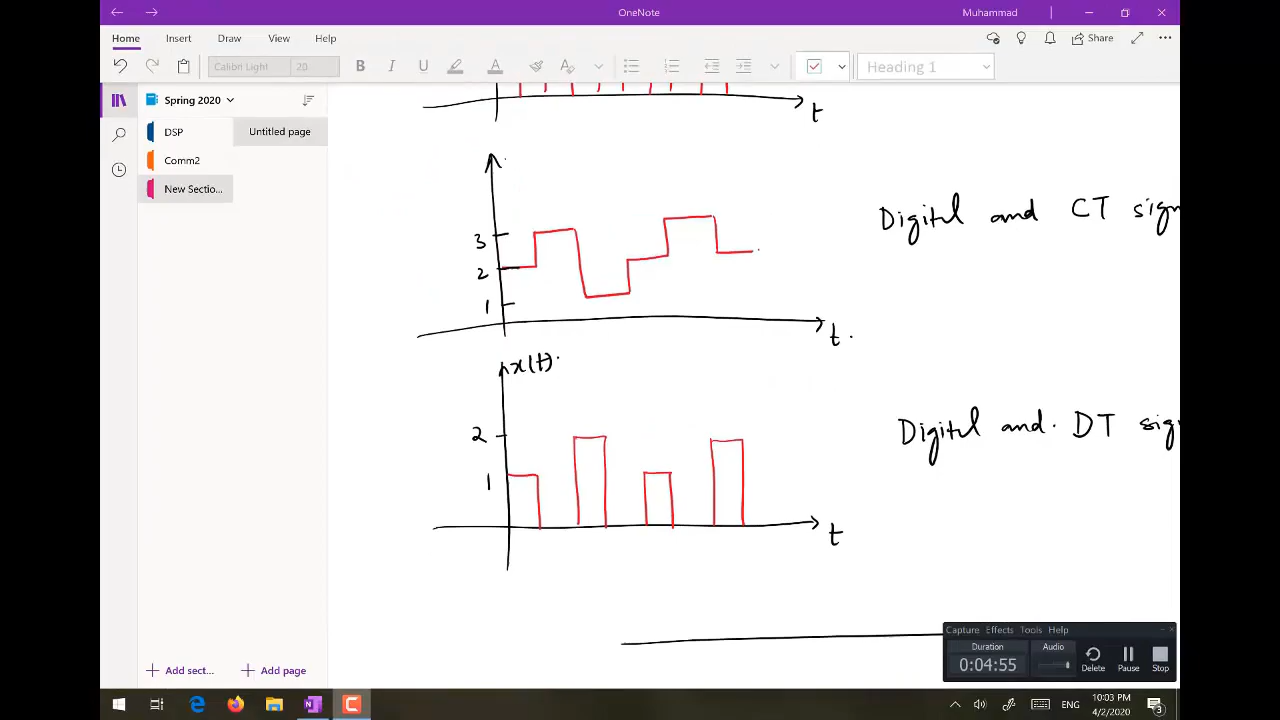 OneNote
Muhammad
Home Insert Draw View Help
Share
Calibri Light 20 B I U A Heading 1
Spring 2020
DSP
Untitled page
Comm2
New Sectio...
t
3
2
1
t.
Digital and CT sign
x(t).
2
1
t
Digital and. DT sig
Capture Effects Tools Help
Duration
0:04:55
Audio
Delete Pause Stop
Add sect... Add page
ENG
10:03 PM
4/2/2020
3